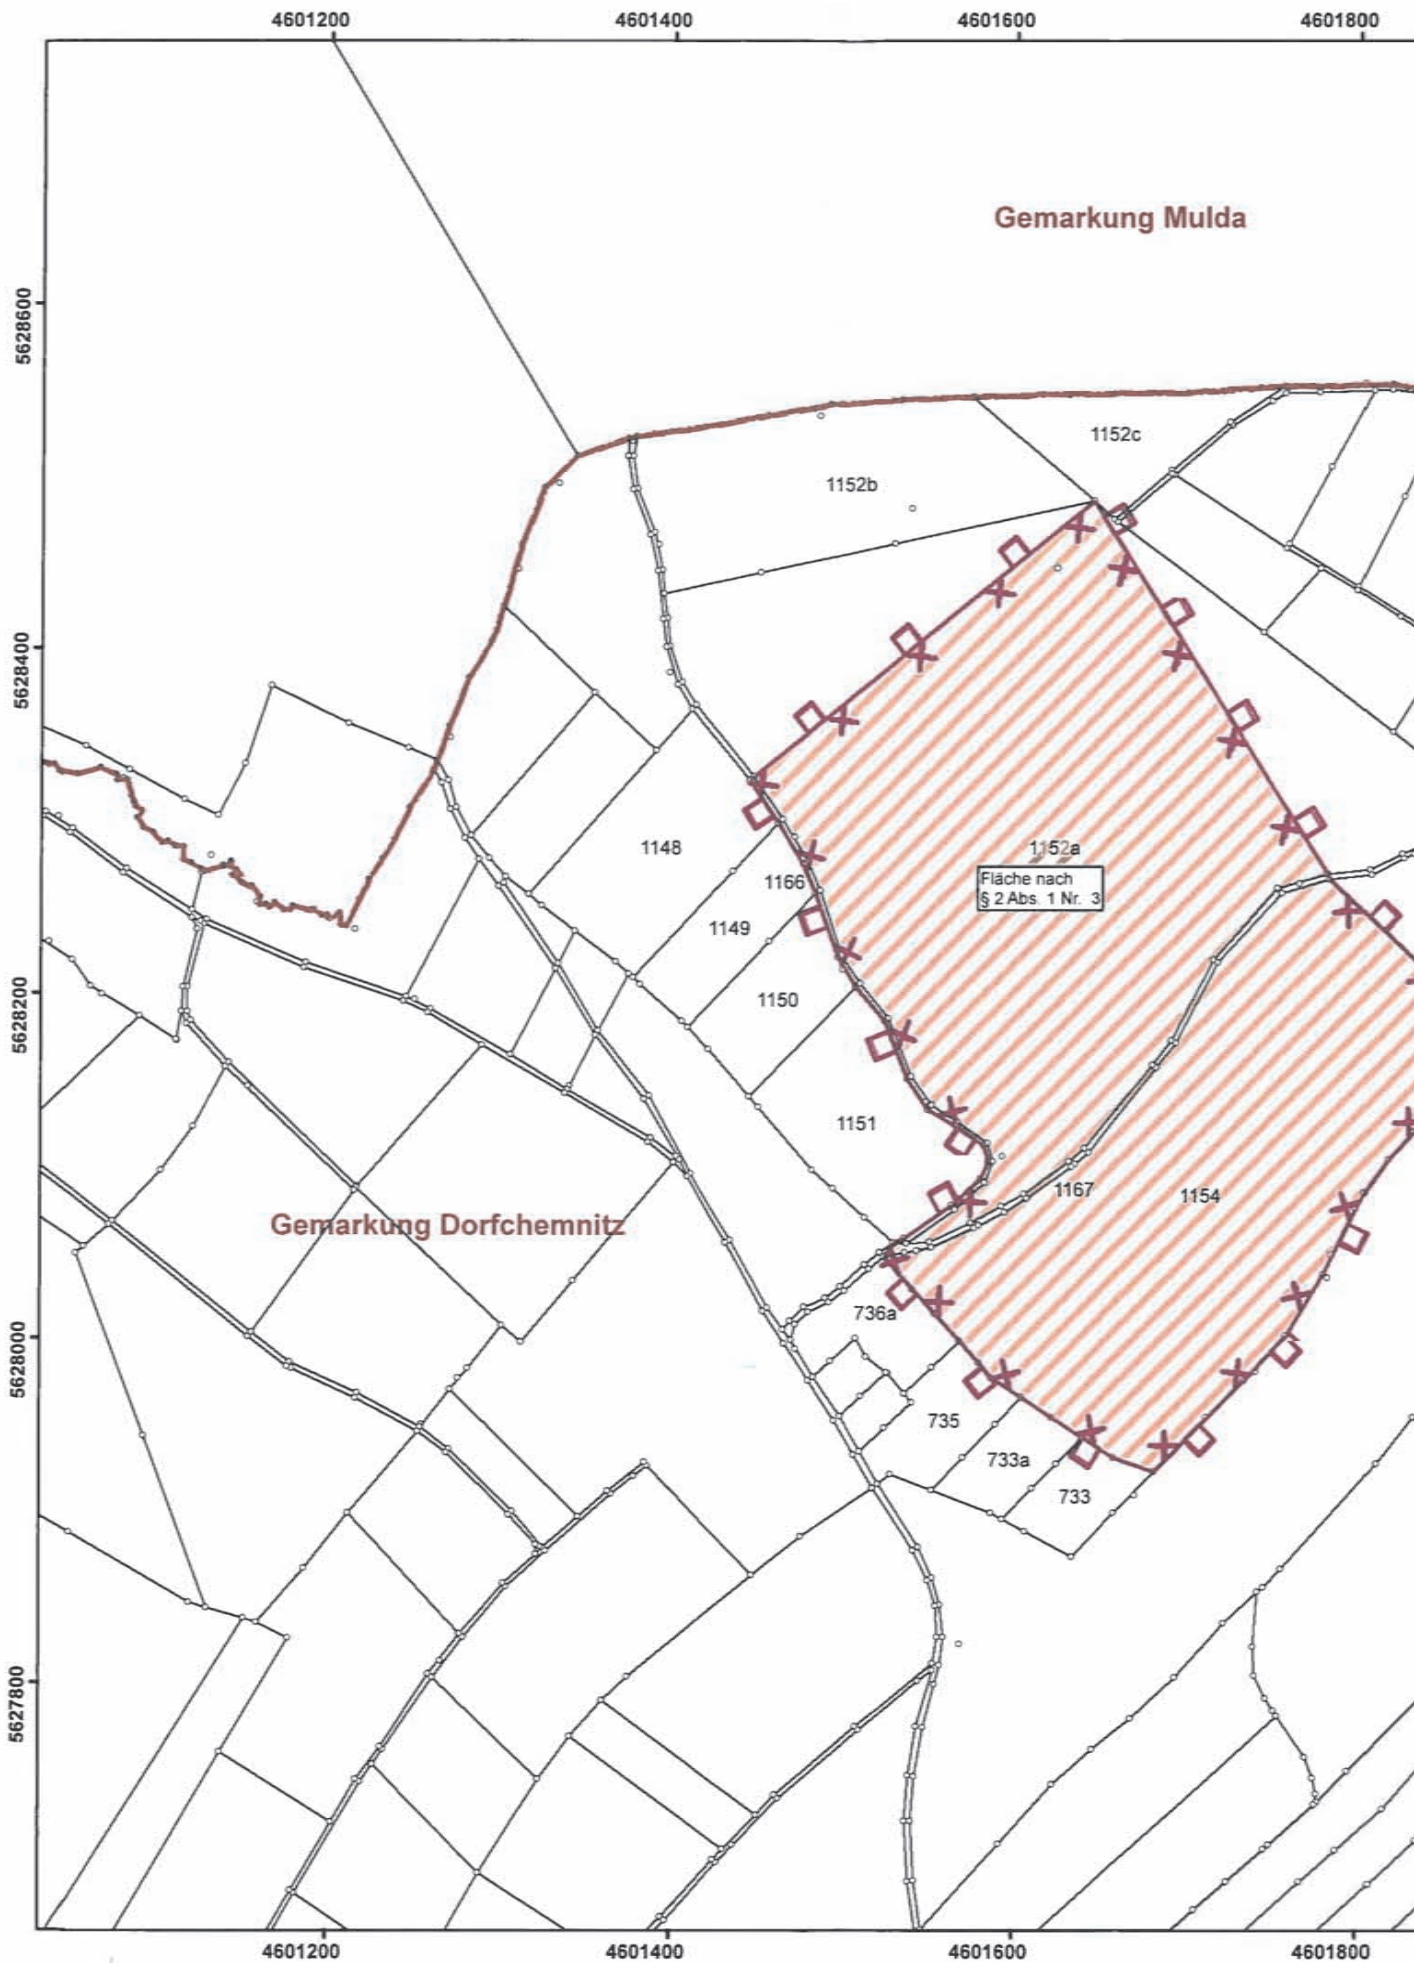 4601200
4601400
4601600
4601800
Gemarkung Mulda
5628600
1152c
1152b
5628400
1148
1152a
1166
Fläche nach
§ 2 Abs. 1 Nr. 3
1149
5628200
1150
1151
1167
1154
Gemarkung Dorfchemnitz
736a
5628000
735
733a
733
5627800
4601200
4601400
4601600
4601800